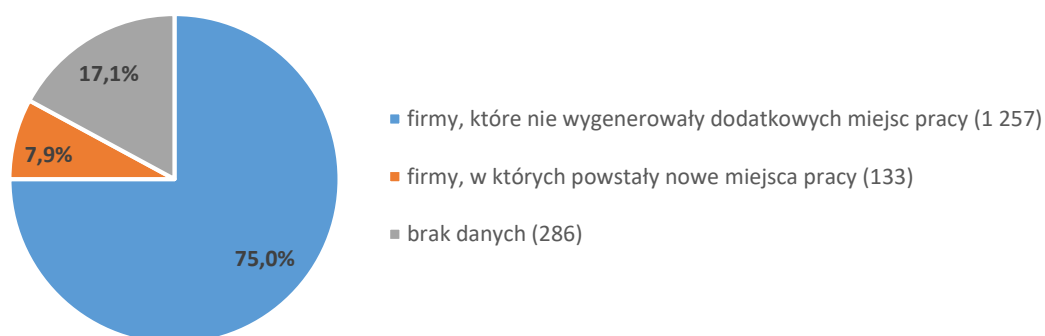 17,1%
7,9%
75,0%
firmy, które nie wygenerowały dodatkowych miejsc pracy (1 257)
firmy, w których powstały nowe miejsca pracy (133)
brak danych (286)